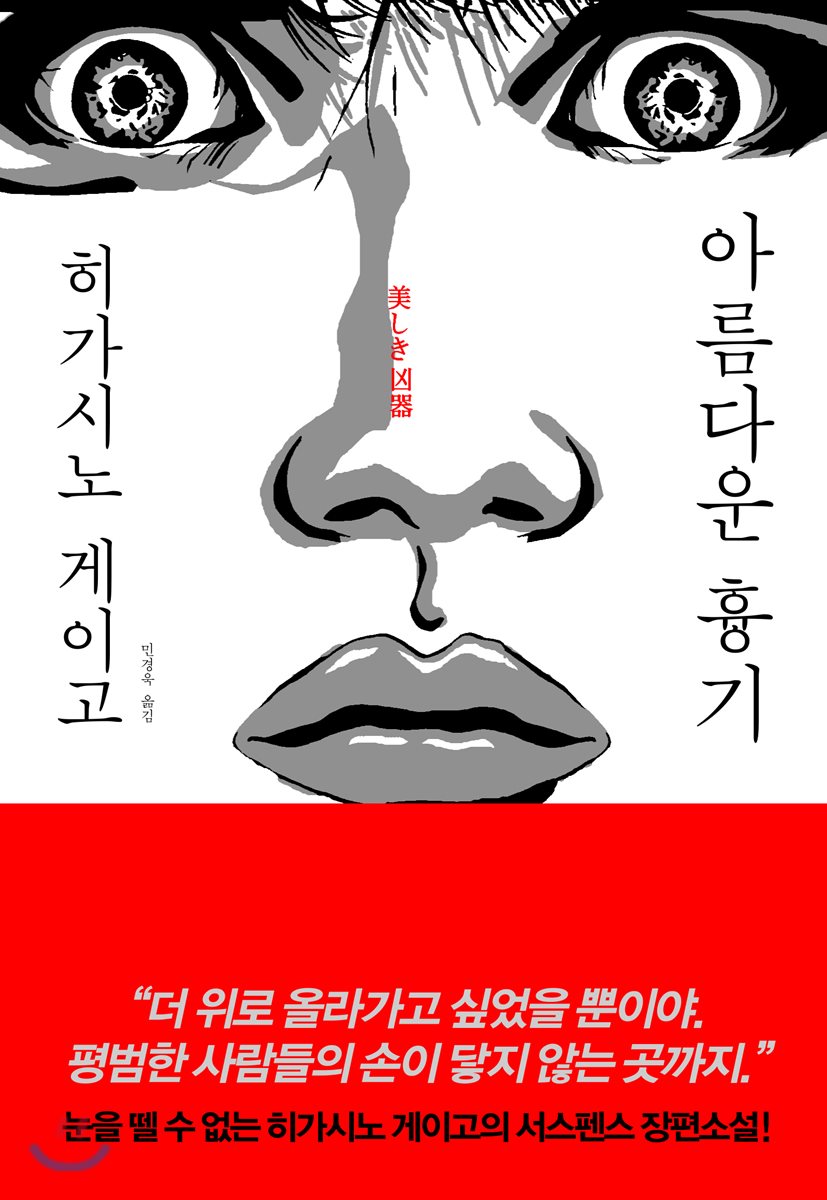 아름다운 흉기
美しき 凶器
히가시노 게이고
민경욱 옮김
“더 위로 올라가고 싶었을 뿐이야.
평범한 사람들의 손이 닿지 않는 곳까지.”
눈을 뗄 수 없는 히가시노 게이고의 서스펜스 장편소설!